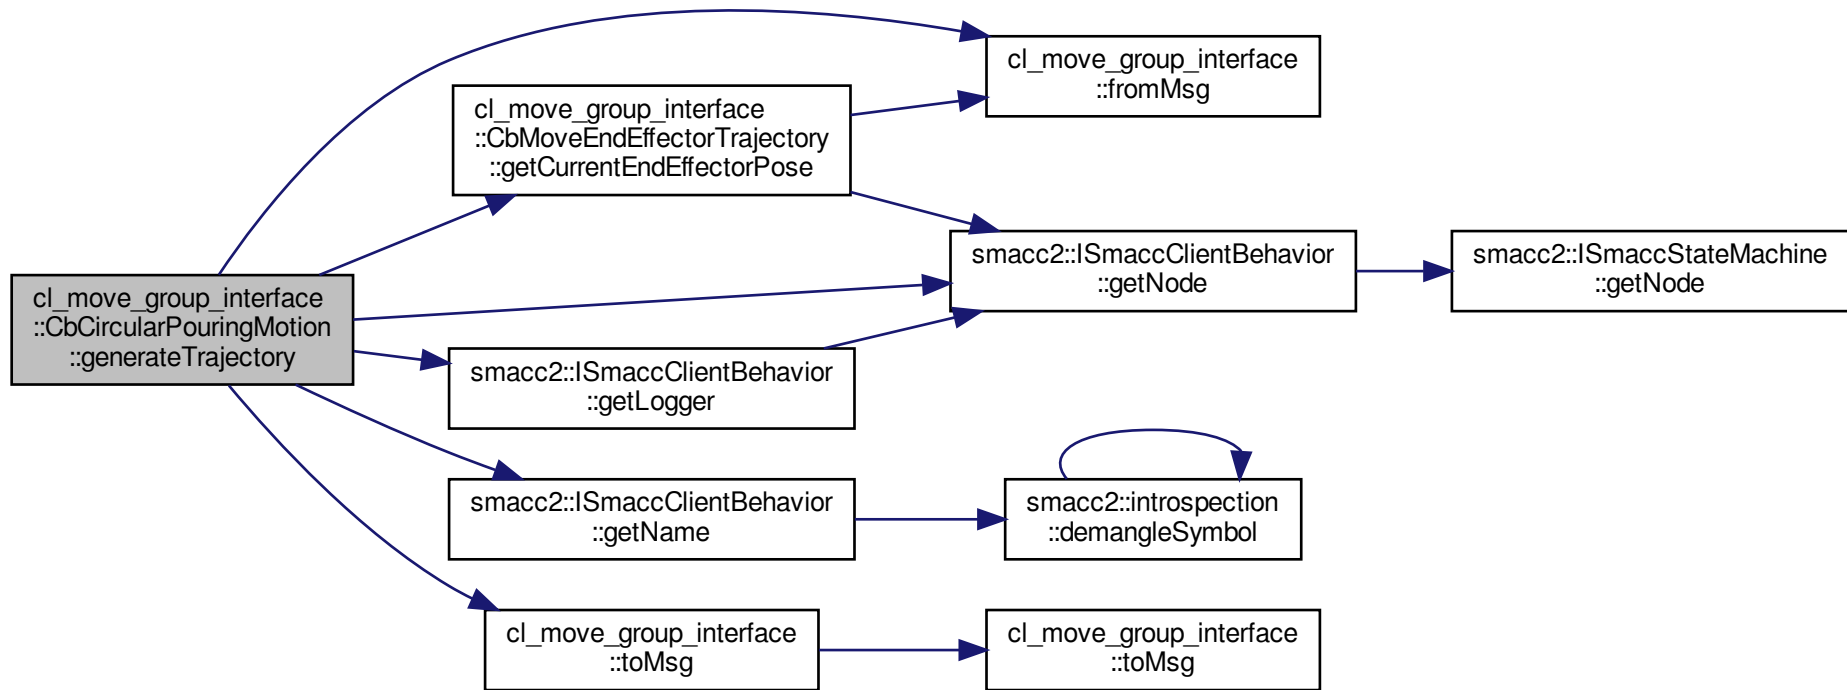 cl_move_group_interface
::fromMsg
cl_move_group_interface
::CbMoveEndEffectorTrajectory
::getCurrentEndEffectorPose
smacc2::ISmaccClientBehavior
::getNode
smacc2::ISmaccStateMachine
::getNode
cl_move_group_interface
::CbCircularPouringMotion
::generateTrajectory
smacc2::ISmaccClientBehavior
::getLogger
smacc2::ISmaccClientBehavior
::getName
smacc2::introspection
::demangleSymbol
cl_move_group_interface
::toMsg
cl_move_group_interface
::toMsg